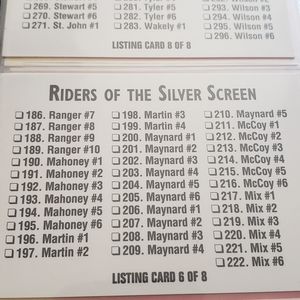 ❑ 269. Stewart #5
❑ 270. Stewart #6
❑ 271. St. John #1
❑ 281. Tyler #5
❑ 282. Tyler #6
❑ 283. Wakely #1
❑ 293. Wilson #3
❑ 294. Wilson #4
❑ 295. Wilson #5
❑ 296. Wilson #6
LISTING CARD 8 OF 8
RIDERS OF THE SILVER SCREEN
❑ 186. Ranger #7
❑ 187. Ranger #8
❑ 188. Ranger #9
❑ 189. Ranger #10
❑ 190. Mahoney #1
❑ 191. Mahoney #2
❑ 192. Mahoney #3
❑ 193. Mahoney #4
❑ 194. Mahoney #5
❑ 195. Mahoney #6
❑ 196. Martin #1
❑ 197. Martin #2
❑ 198. Martin #3
❑ 199. Martin #4
❑ 200. Maynard #1
❑ 201. Maynard #2
❑ 202. Maynard #3
❑ 203. Maynard #4
❑ 204. Maynard #5
❑ 205. Maynard #6
❑ 206. Maynard #1
❑ 207. Maynard #2
❑ 208. Maynard #3
❑ 209. Maynard #4
❑ 210. Maynard #5
❑ 211. McCoy #1
❑ 212. McCoy #2
❑ 213. McCoy #3
❑ 214. McCoy #4
❑ 215. McCoy #5
❑ 216. McCoy #6
❑ 217. Mix #1
❑ 218. Mix #2
❑ 219. Mix #3
❑ 220. Mix #4
❑ 221. Mix #5
❑ 222. Mix #6
LISTING CARD 6 OF 8